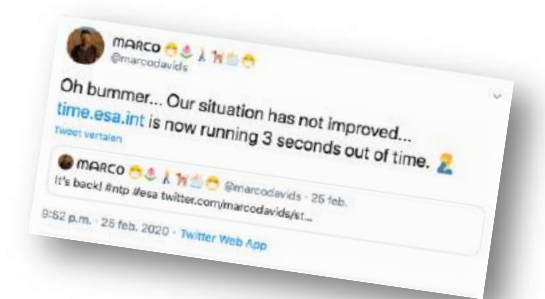 MARCO
@marcodavids
Oh bummer... Our situation has not improved...
time.esa.int is now running 3 seconds out of time.
Tweet vertalen
MARCO @marcodavids · 25 feb.
It's back! #ntp #esa twitter.com/marcodavids/st...
9:52 p.m. · 25 feb. 2020 · Twitter Web App